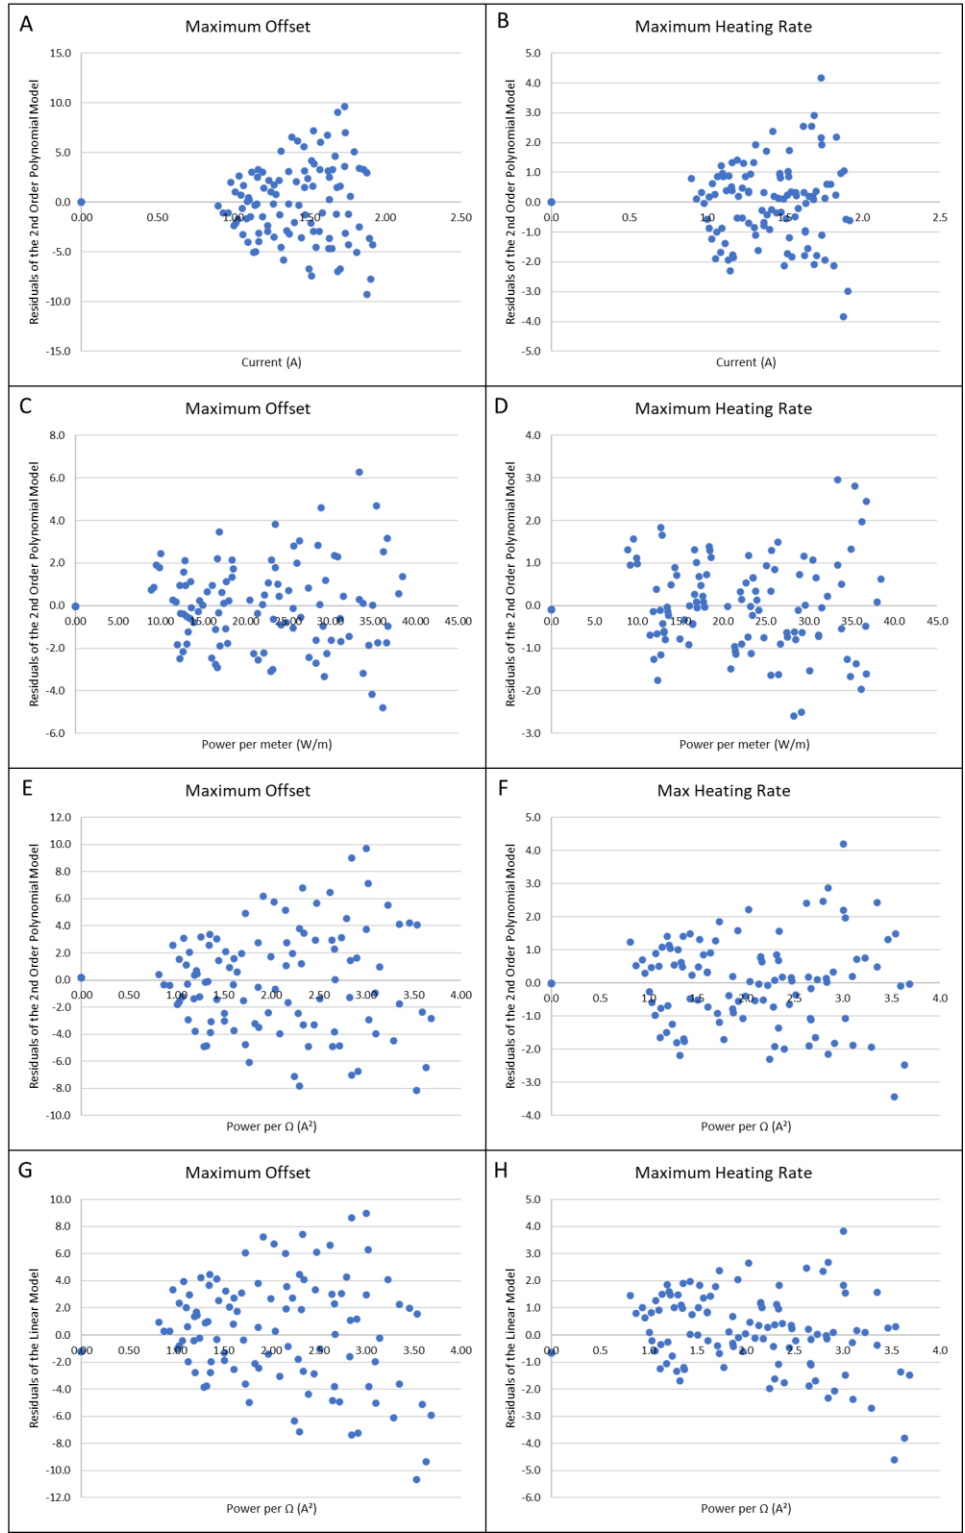 A
Maximum Offset
Residuals of the 2nd Order Polynomial Model
15.0
10.0
5.0
0.0
-5.0
-10.0
-15.0
0.00 0.50 1.00 1.50 2.00 2.50
Current (A)
B
Maximum Heating Rate
Residuals of the 2nd Order Polynomial Model
5.0
4.0
3.0
2.0
1.0
0.0
-1.0
-2.0
-3.0
-4.0
-5.0
0.0 0.5 1.0 1.5 2.0 2.5
Current (A)
C
Maximum Offset
Residuals of the 2nd Order Polynomial Model
8.0
6.0
4.0
2.0
0.0
-2.0
-4.0
-6.0
0.00 5.00 10.00 15.00 20.00 25.00 30.00 35.00 40.00 45.00
Power per meter (W/m)
D
Maximum Heating Rate
Residuals of the 2nd Order Polynomial Model
4.0
3.0
2.0
1.0
0.0
-1.0
-2.0
-3.0
0.0 5.0 10.0 15.0 20.0 25.0 30.0 35.0 40.0 45.0
Power per meter (W/m)
E
Maximum Offset
Residuals of the 2nd Order Polynomial Model
12.0
10.0
8.0
6.0
4.0
2.0
0.0
-2.0
-4.0
-6.0
-8.0
-10.0
0.00 0.50 1.00 1.50 2.00 2.50 3.00 3.50 4.00
Power per Ω (A²)
F
Max Heating Rate
Residuals of the 2nd Order Polynomial Model
5.0
4.0
3.0
2.0
1.0
0.0
-1.0
-2.0
-3.0
-4.0
0.0 0.5 1.0 1.5 2.0 2.5 3.0 3.5 4.0
Power per Ω (A²)
G
Maximum Offset
Residuals of the Linear Model
10.0
8.0
6.0
4.0
2.0
0.0
-2.0
-4.0
-6.0
-8.0
-10.0
-12.0
0.00 0.50 1.00 1.50 2.00 2.50 3.00 3.50 4.00
Power per Ω (A²)
H
Maximum Heating Rate
Residuals of the Linear Model
5.0
4.0
3.0
2.0
1.0
0.0
-1.0
-2.0
-3.0
-4.0
-5.0
-6.0
0.0 0.5 1.0 1.5 2.0 2.5 3.0 3.5 4.0
Power per Ω (A²)